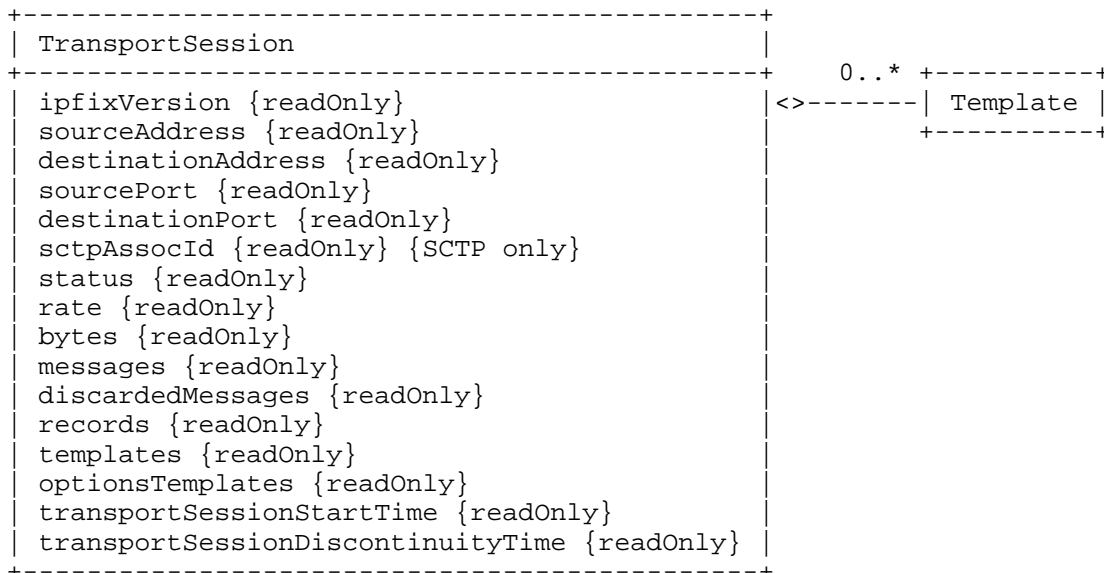 TransportSession
0..*
ipfixVersion {readOnly} <>-------| Template |
sourceAddress {readOnly}
destinationAddress {readOnly}
sourcePort {readOnly}
destinationPort {readOnly}
sctpAssocId {readOnly} {SCTP only}
status {readOnly}
rate {readOnly}
bytes {readOnly}
messages {readOnly}
discardedMessages {readOnly}
records {readOnly}
templates {readOnly}
optionsTemplates {readOnly}
transportSessionStartTime {readOnly}
transportSessionDiscontinuityTime {readOnly}